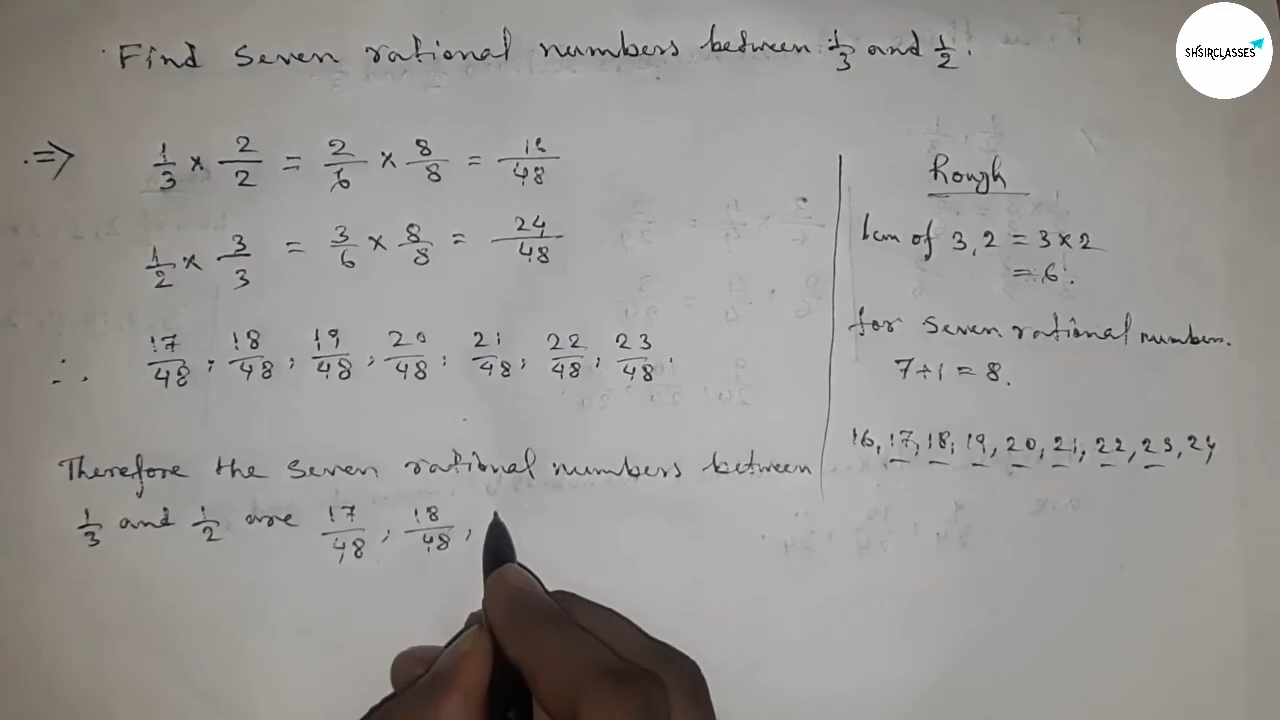 Find seven rational numbers between 1/3 and 1/2.
SHSIRCLASSES
⇒ 1/3 × 2/2 = 2/6 × 8/8 = 16/48
1/2 × 3/3 = 3/6 × 8/8 = 24/48
∴ 17/48, 18/48, 19/48, 20/48, 21/48, 22/48, 23/48.
Therefore the seven rational numbers between
1/3 and 1/2 are 17/48, 18/48,
Rough
lcm of 3,2 = 3×2
= 6.
for seven rational numbers.
7+1 = 8.
16, 17, 18, 19, 20, 21, 22, 23, 24